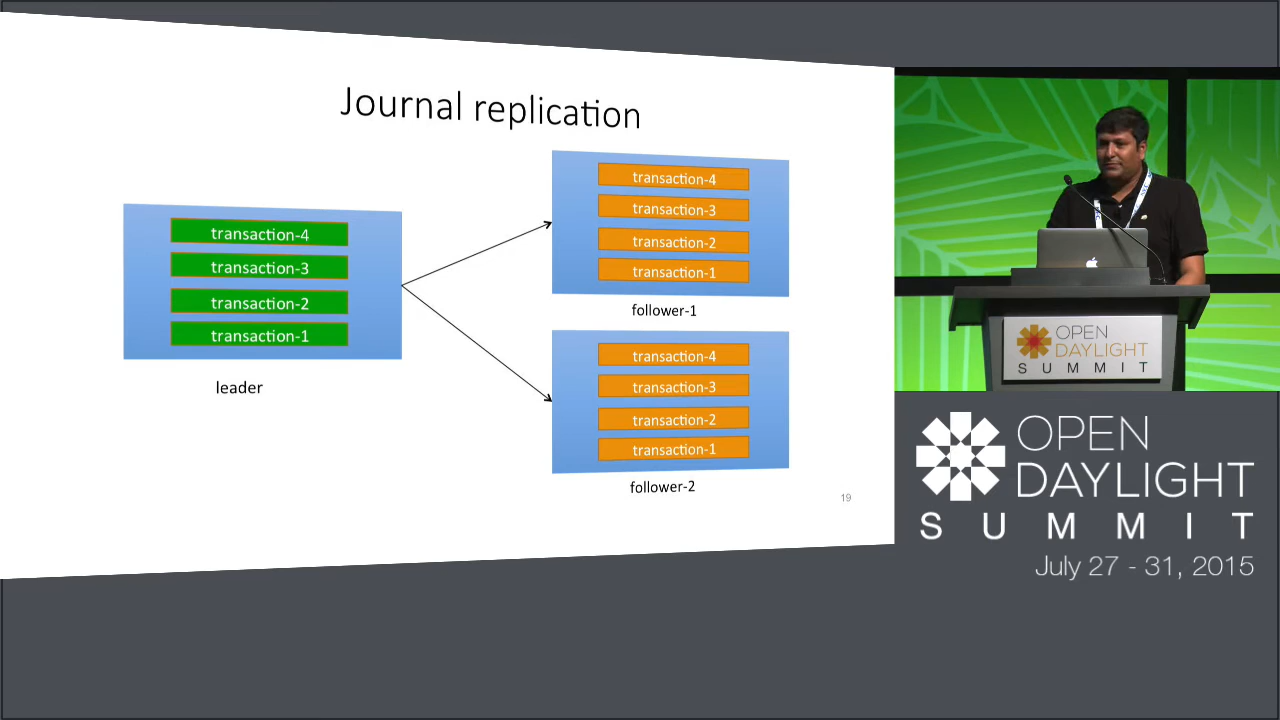 Journal replication
transaction-4
transaction-3
transaction-2
transaction-1
leader
transaction-4
transaction-3
transaction-2
transaction-1
follower-1
transaction-4
transaction-3
transaction-2
transaction-1
follower-2
19
OPEN
DAYLIGHT
SUMMIT
OPEN
DAYLIGHT
SUMMIT
July 27 - 31, 2015